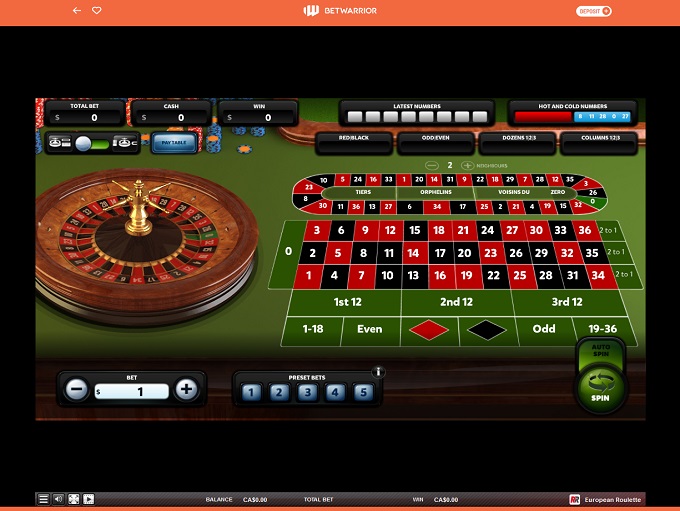 BETWARRIOR
DEPOSIT +
TOTAL BET CASH WIN LATEST NUMBERS HOT AND COLD NUMBERS
S 0 S 0 S 0 8 11 28 0 27
PAY TABLE RED|BLACK ODD|EVEN DOZENS 12|3 COLUMNS 12|3
2 NEIGHBOURS
10 5 24 16 33 1 20 14 31 9 22 18 29 7 28 12 35 3
23 TIERS ORPHELINS VOISINS DU ZERO 26
8 30 11 36 13 27 6 34 17 25 2 21 4 19 15 32 0
3 6 9 12 15 18 21 24 27 30 33 36 2 to 1
0 2 5 8 11 14 17 20 23 26 29 32 35 2 to 1
1 4 7 10 13 16 19 22 25 28 31 34 2 to 1
1st 12 2nd 12 3rd 12
1-18 Even Odd 19-36
AUTO
SPIN
BET PRESET BETS i
− S 1 + 1 2 3 4 5
SPIN
BALANCE CA$0.00 TOTAL BET WIN CA$0.00 RR European Roulette